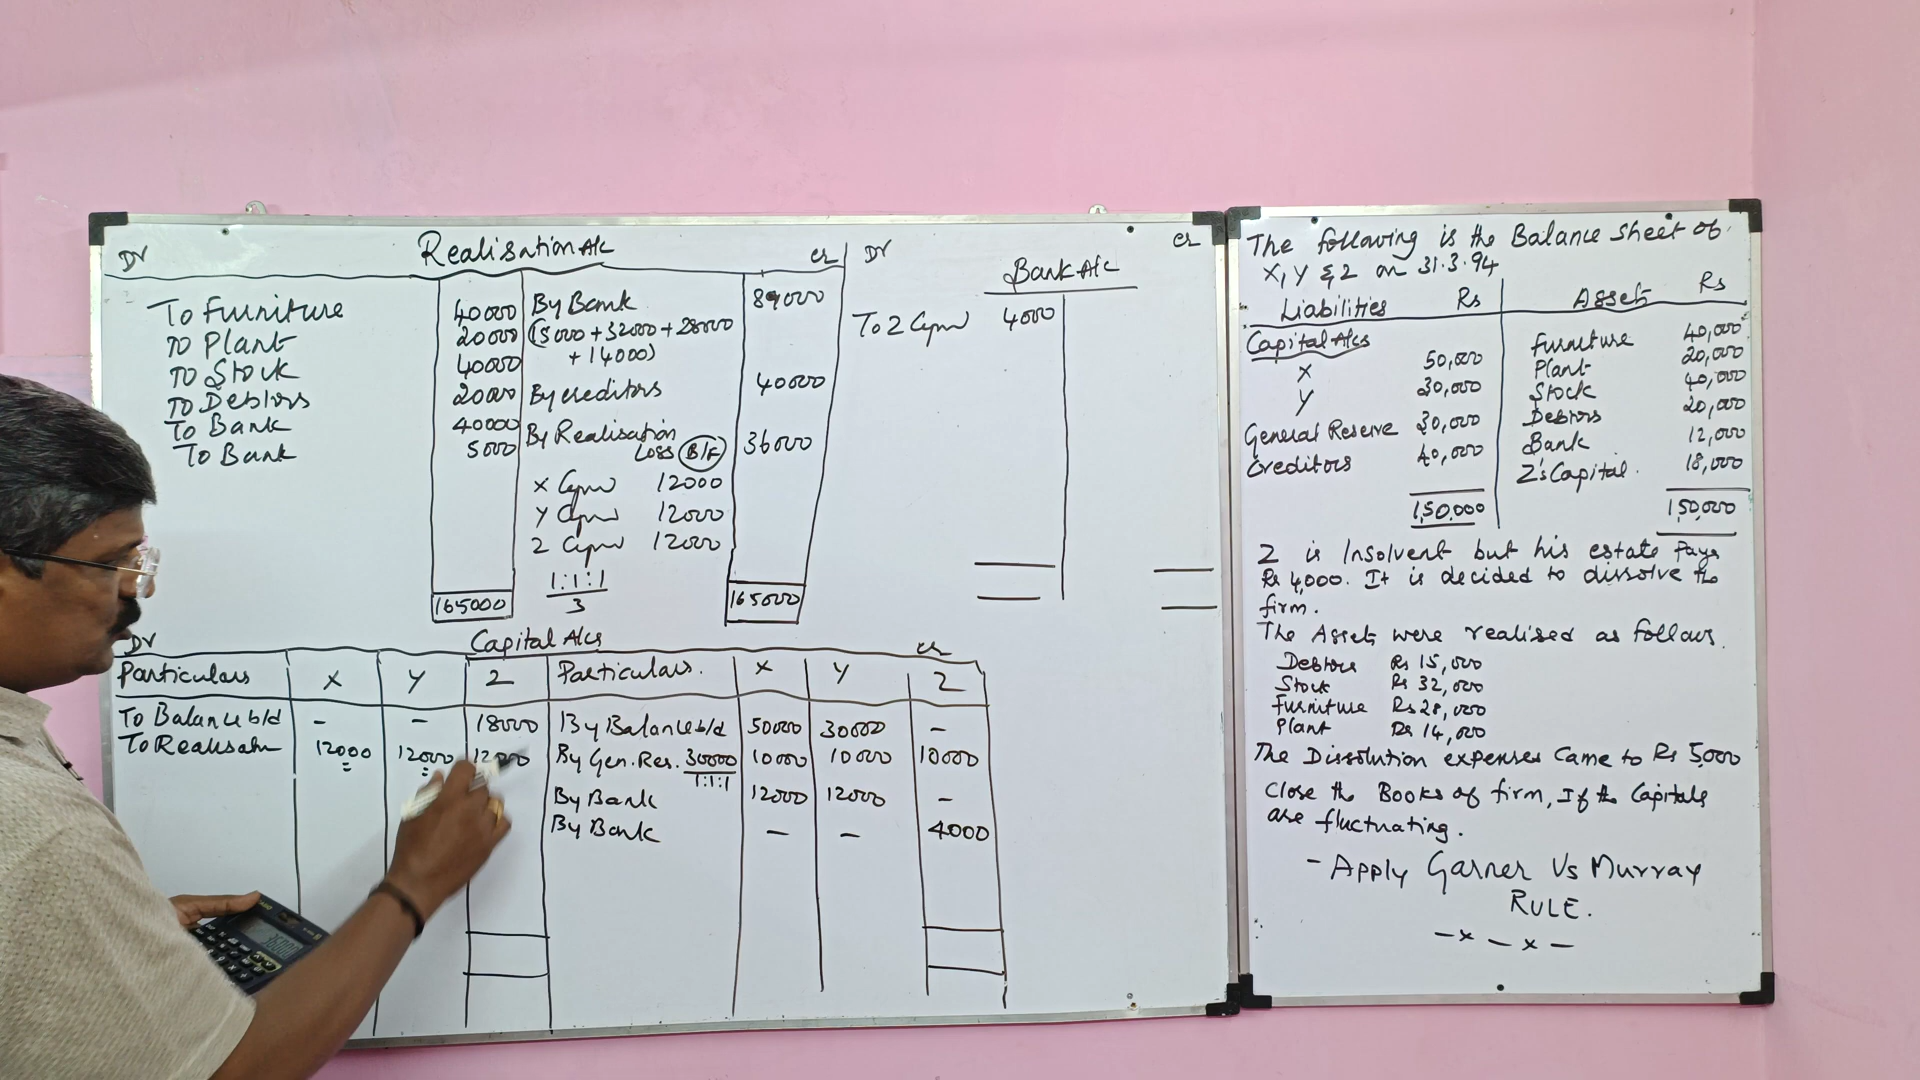 Dr Realisation A/c cr
To Furniture 40000 By Bank 89000
To Plant 20000 (15000 + 32000 + 28000
To Stock 40000 + 14000)
To Debtors 20000 By creditors 40000
To Bank 40000 By Realisation
To Bank 5000 Loss (B/F) 36000
X 12000
Y 12000
Z 12000
1:1:1
3
165000 165000
Dr Bank A/c cr
To Z 4000
Dr Capital A/cs cr
Particulars X Y Z Particulars. X Y Z
To Balance b/d - - 18000 By Balance b/d 50000 30000 -
To Realisatn 12000 12000 12000 By Gen. Res. 30000 10000 10000 10000
1:1:1
By Bank 12000 12000 -
By Bank - - 4000
The following is the Balance Sheet of
X, Y & Z on 31.3.94
Liabilities Rs Assets Rs
Capital A/cs Furniture 40,000
X 50,000 Plant 20,000
Y 30,000 Stock 40,000
General Reserve 30,000 Debtors 20,000
Creditors 40,000 Bank 12,000
Z's Capital. 18,000
1,50,000 1,50,000
Z is Insolvent but his estate pays
Rs 4,000. It is decided to dissolve the
firm.
The Assets were realised as follows.
Debtors Rs 15,000
Stock Rs 32,000
Furniture Rs 28,000
Plant Rs 14,000
The Dissolution expenses came to Rs 5,000
Close the Books of firm, If the Capitals
are fluctuating.
- Apply Garner Vs Murray
RULE.
- x - x -